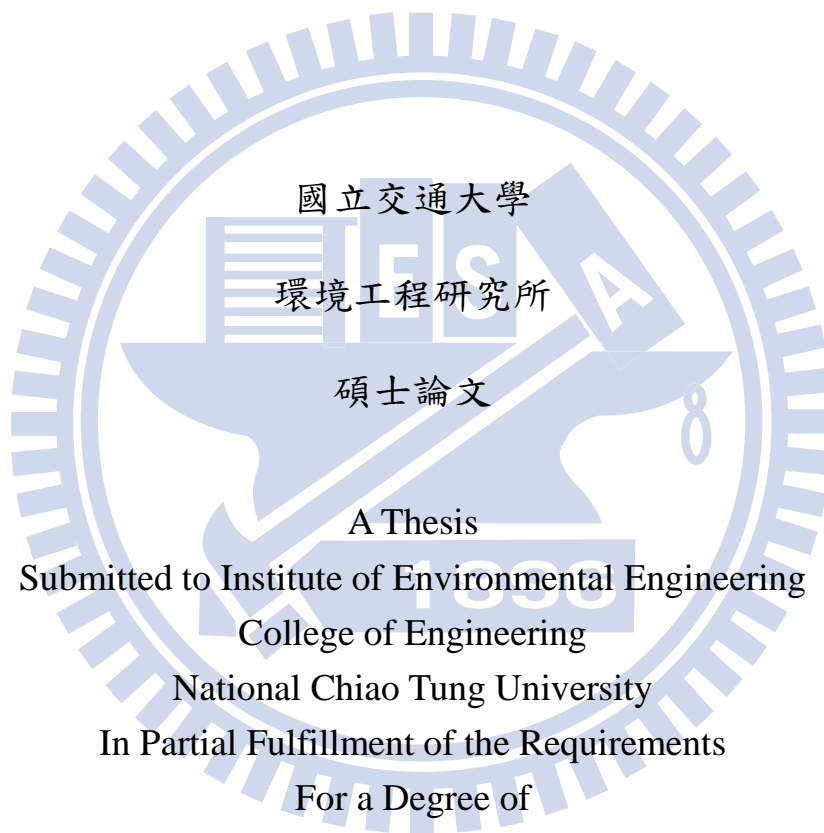 國立交通大學
環境工程研究所
碩士論文
E S A
8
A Thesis
1896
Submitted to Institute of Environmental Engineering
College of Engineering
National Chiao Tung University
In Partial Fulfillment of the Requirements
For a Degree of